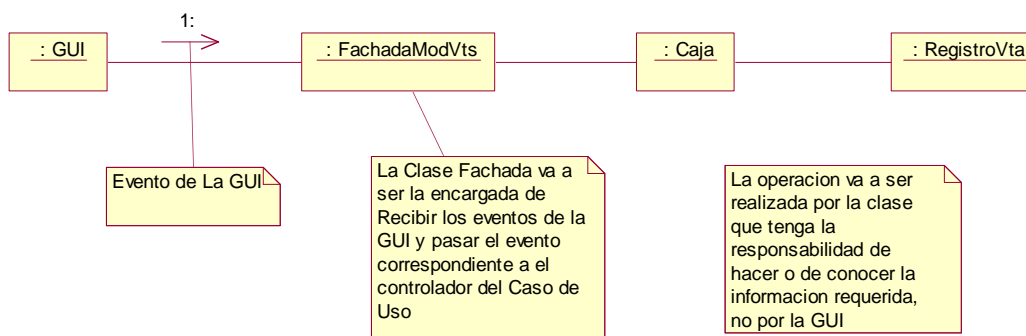 1:
: GUI
: FachadaModVts
: Caja
: RegistroVta
Evento de La GUI
La Clase Fachada va a
ser la encargada de
Recibir los eventos de la
GUI y pasar el evento
correspondiente a el
controlador del Caso de
Uso
La operacion va a ser
realizada por la clase
que tenga la
responsabilidad de
hacer o de conocer la
informacion requerida,
no por la GUI